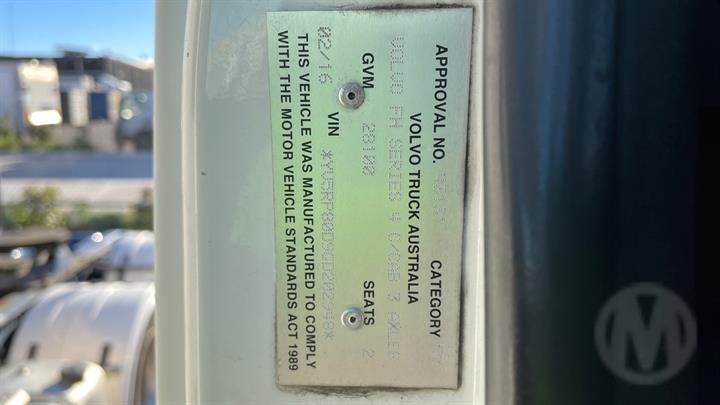 APPROVAL NO. CATEGORY
VOLVO TRUCK AUSTRALIA
VOLVO FH SERIES 4 C/CAB 3 AXLES
GVM 28100 SEATS 2
02/16 VIN
THIS VEHICLE WAS MANUFACTURED TO COMPLY
WITH THE MOTOR VEHICLE STANDARDS ACT 1989
M